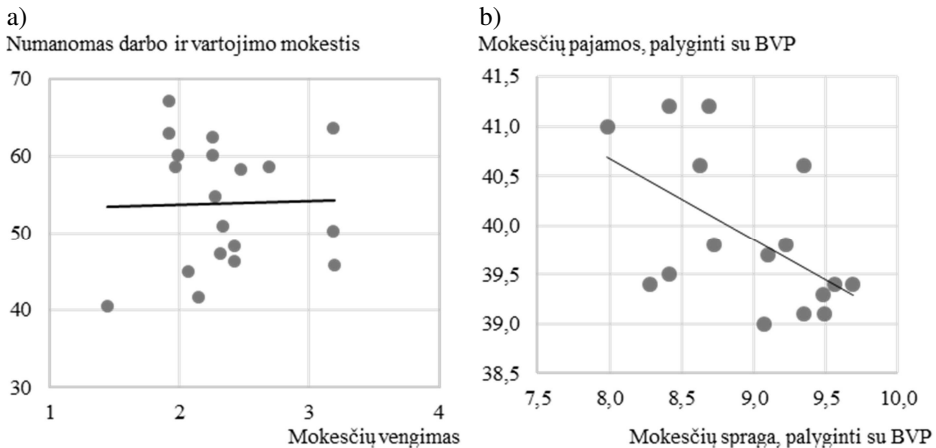 a)
Numanomas darbo ir vartojimo mokestis
70
60
50
40
30
1 2 3 4
Mokesčių vengimas
b)
Mokesčių pajamos, palyginti su BVP
41,5
41,0
40,5
40,0
39,5
39,0
38,5
7,5 8,0 8,5 9,0 9,5 10,0
Mokesčių spraga, palyginti su BVP